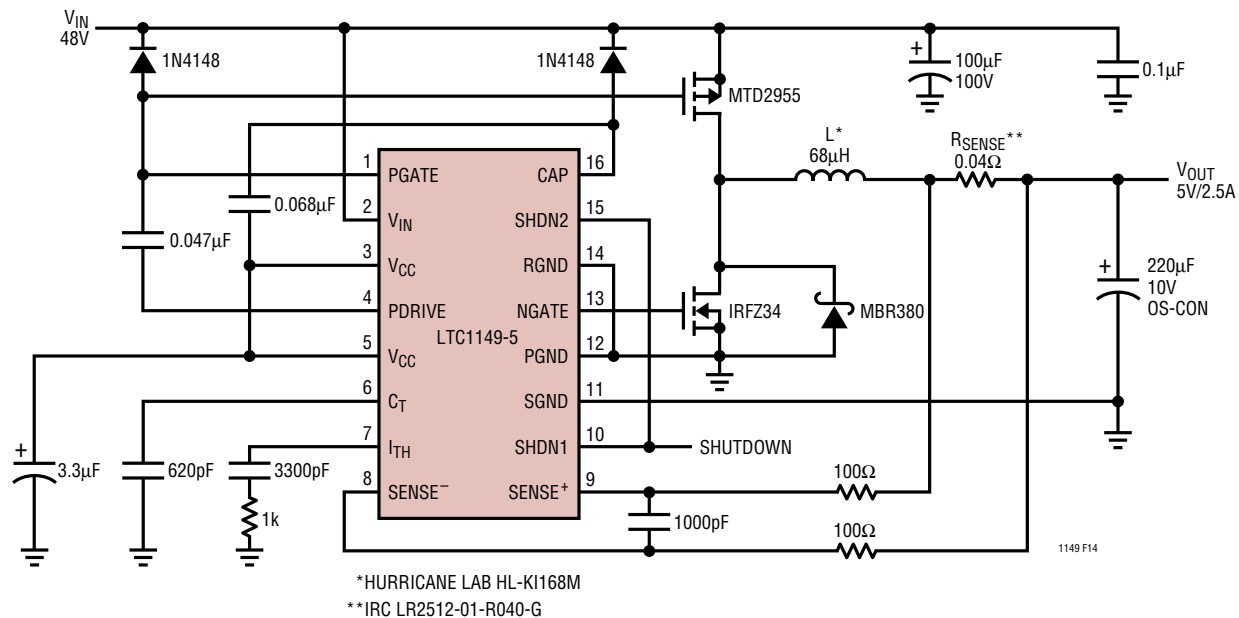 VIN
48V
1N4148
1N4148
MTD2955
+
100µF
100V
0.1µF
L*
68µH
RSENSE**
0.04Ω
VOUT
5V/2.5A
0.068µF
0.047µF
1
PGATE
2
VIN
3
VCC
4
PDRIVE
5
VCC
6
CT
7
ITH
8
SENSE−
LTC1149-5
16
CAP
15
SHDN2
14
RGND
13
NGATE
12
PGND
11
SGND
10
SHDN1
9
SENSE+
IRFZ34
MBR380
+
220µF
10V
OS-CON
SHUTDOWN
+
3.3µF
620pF
3300pF
1k
100Ω
1000pF
100Ω
1149 F14
*HURRICANE LAB HL-KI168M
**IRC LR2512-01-R040-G